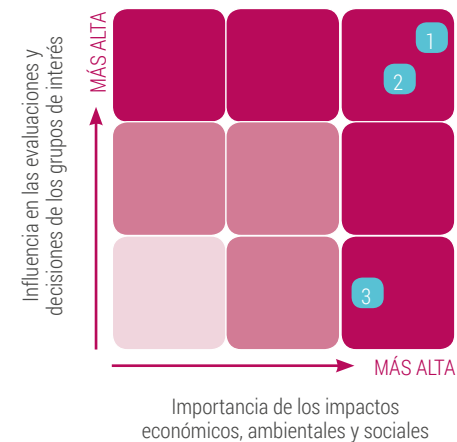 Influencia en las evaluaciones y
decisiones de los grupos de interés
MÁS ALTA
1
2
3
MÁS ALTA
Importancia de los impactos
económicos, ambientales y sociales